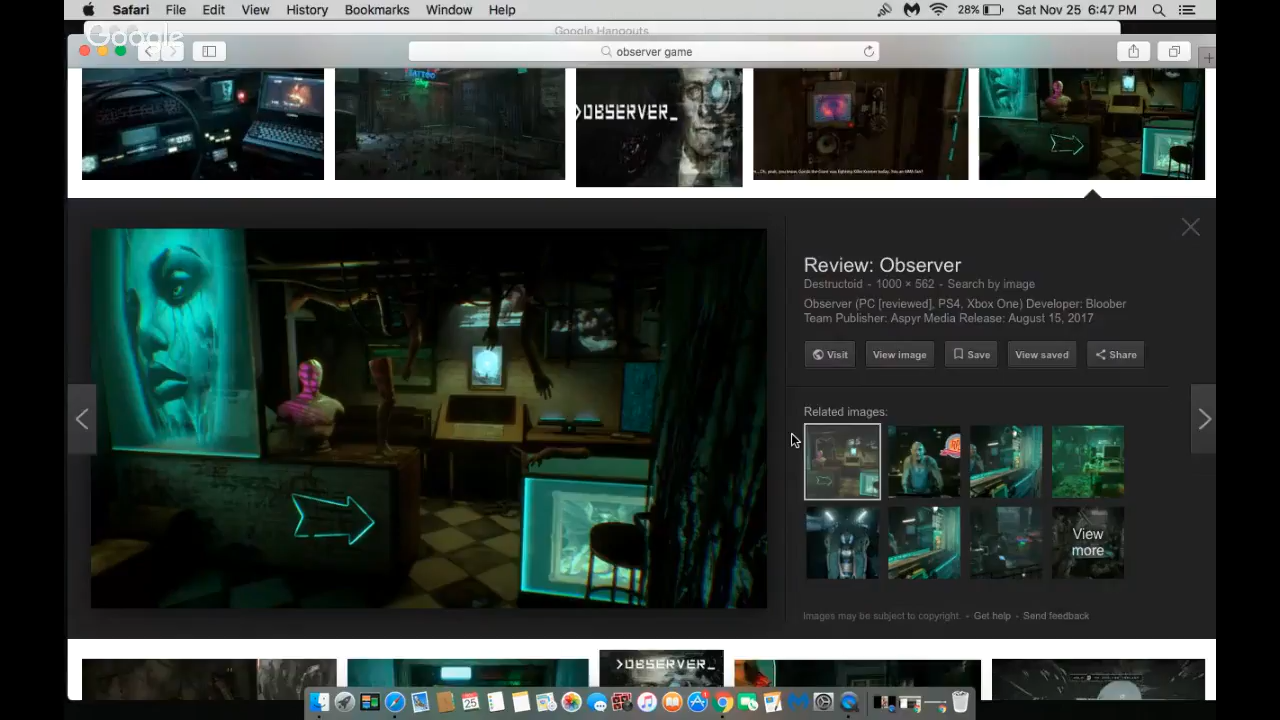 Safari File Edit View History Bookmarks Window Help 28% Sat Nov 25 6:47 PM
Google
Google Hangouts
observer game
TATTOO
>OBSERVER_
Review: Observer
Destructoid - 1000 × 562 - Search by image
Observer (PC [reviewed], PS4, Xbox One) Developer: Bloober
Team Publisher: Aspyr Media Release: August 15, 2017
Visit View image Save View saved Share
Related images:
View
more
Images may be subject to copyright. - Get help - Send feedback
>OBSERVER_